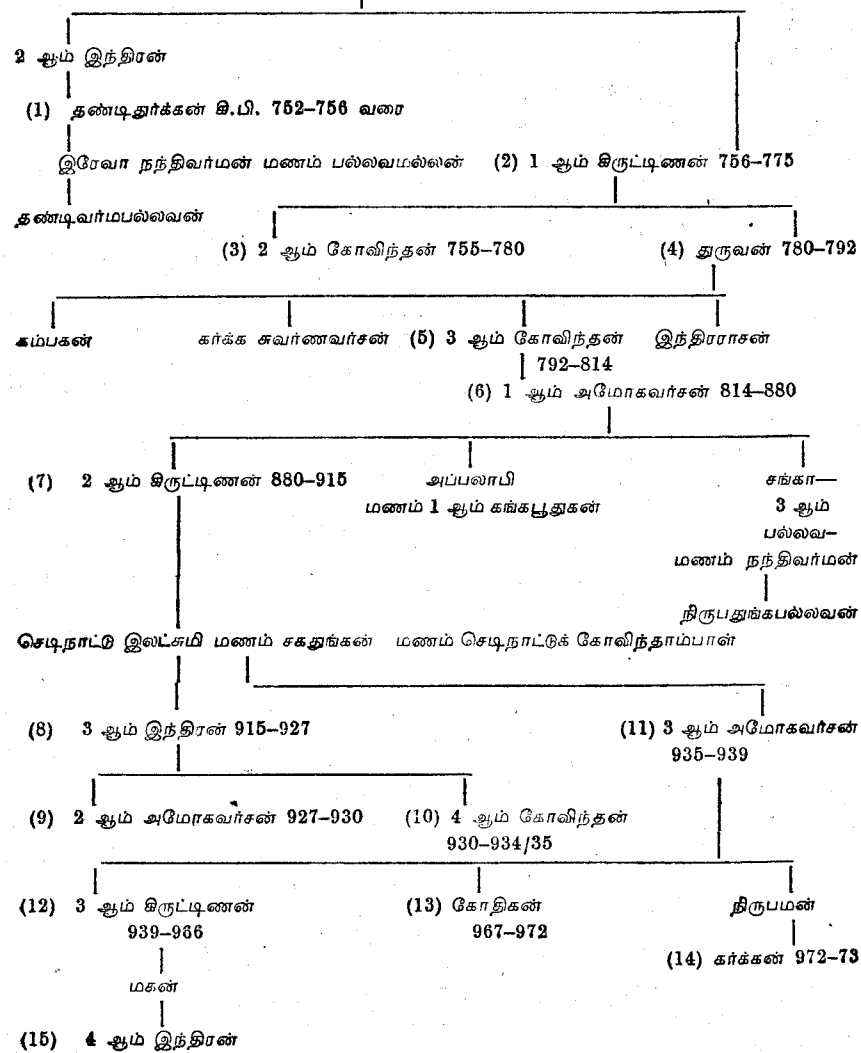 2 ஆம் இந்திரன்
(1) தண்டிதுர்க்கன் கி.பி. 752–756 வரை
இரேவா நந்திவர்மன் மணம் பல்லவமல்லன் (2) 1 ஆம் கிருட்டிணன் 756–775
தண்டிவர்மபல்லவன்
(3) 2 ஆம் கோவிந்தன் 755–780 (4) துருவன் 780–792
கம்பகன் கர்க்க சுவர்ணவர்சன் (5) 3 ஆம் கோவிந்தன் இந்திரராசன்
792–814
(6) 1 ஆம் அமோகவர்சன் 814–880
(7) 2 ஆம் கிருட்டிணன் 880–915 அப்பலாபி சங்கா—
மணம் 1 ஆம் கங்கபூதுகன் 3 ஆம்
பல்லவ–
மணம் நந்திவர்மன்
நிருபதுங்கபல்லவன்
செடிநாட்டு இலட்சுமி மணம் சகதுங்கன் மணம் செடிநாட்டுக் கோவிந்தாம்பாள்
(8) 3 ஆம் இந்திரன் 915–927 (11) 3 ஆம் அமோகவர்சன்
935–939
(9) 2 ஆம் அமோகவர்சன் 927–930 (10) 4 ஆம் கோவிந்தன்
930–934/35
(12) 3 ஆம் கிருட்டிணன் (13) கோதிகன் நிருபமன்
939–966 967–972
(14) கர்க்கன் 972–73
மகன்
(15) 4 ஆம் இந்திரன்